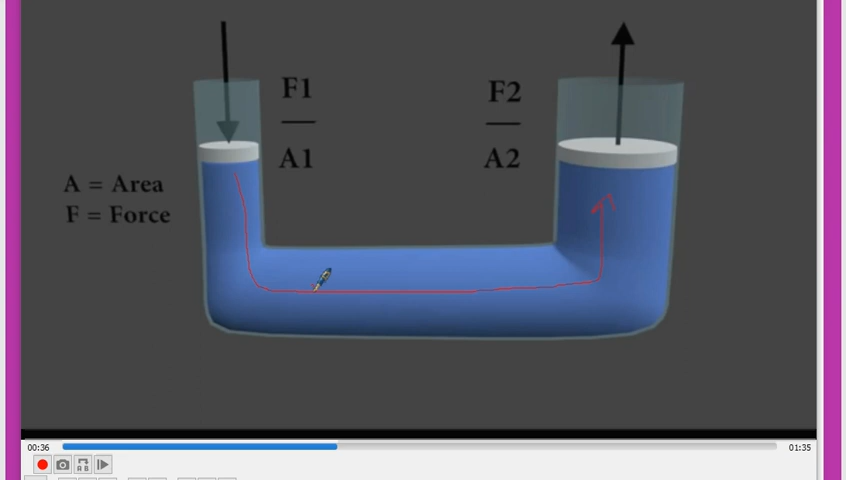 F1
A1
F2
A2
A = Area
F = Force
00:36
01:35